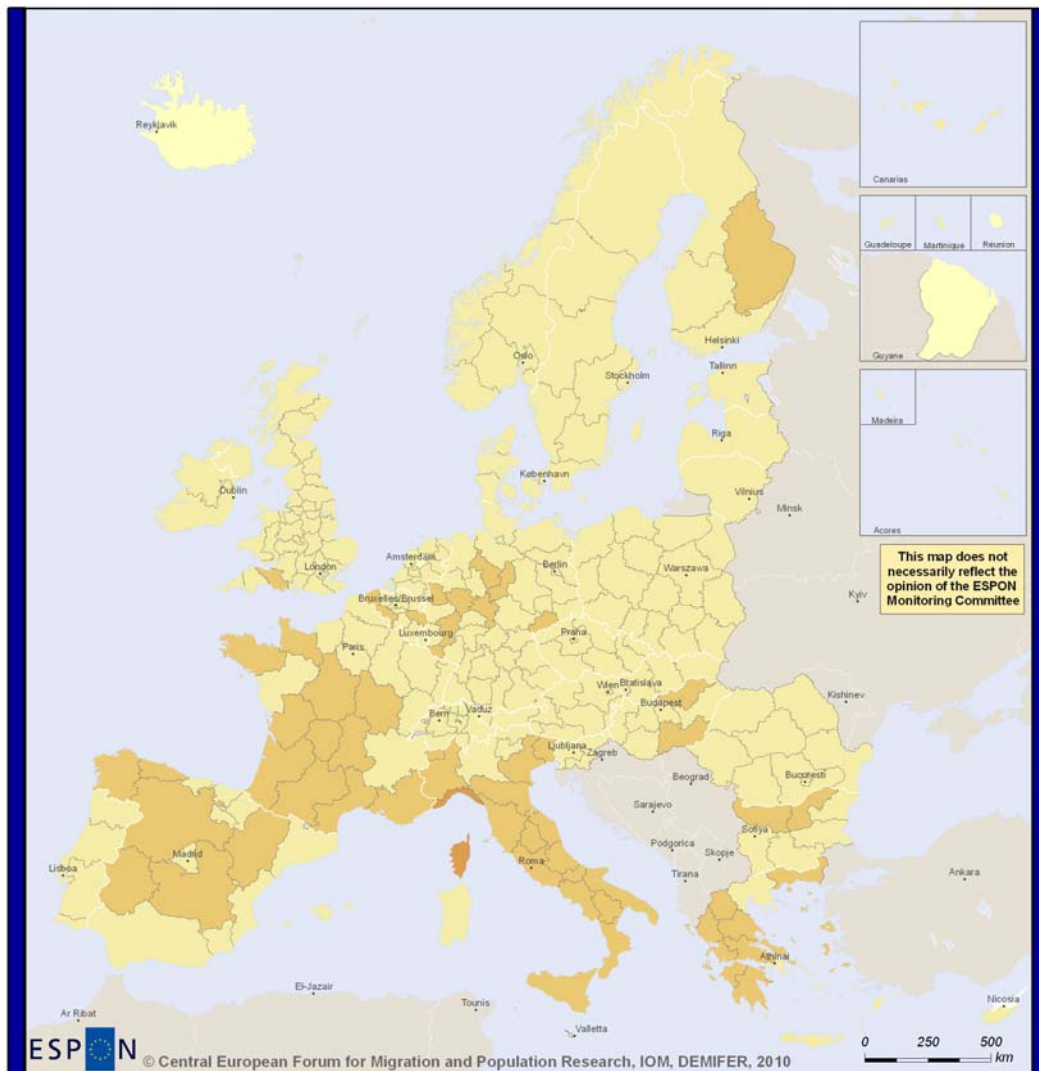 Reykjavik
Canarias
Guadeloupe
Martinique
Reunion
Guyane
Madeira
Acores
This map does not
necessarily reflect the
opinion of the ESPON
Monitoring Committee
Oslo
Helsinki
Stockholm
Tallinn
Riga
København
Vilnius
Minsk
Dublin
London
Amsterdam
Berlin
Warszawa
Bruxelles/Brussel
Kyiv
Luxembourg
Praha
Paris
Wien
Bratislava
Kishinev
Budapest
Bern
Vaduz
Ljubljana
Zagreb
Beograd
Bucuresti
Sarajevo
Sofiya
Podgorica
Skopje
Madrid
Lisboa
Roma
Tirana
Ankara
Athinai
El-Jazair
Tounis
Nicosia
Ar Ribat
Valletta
ESPON
© Central European Forum for Migration and Population Research, IOM, DEMIFER, 2010
0 250 500
km